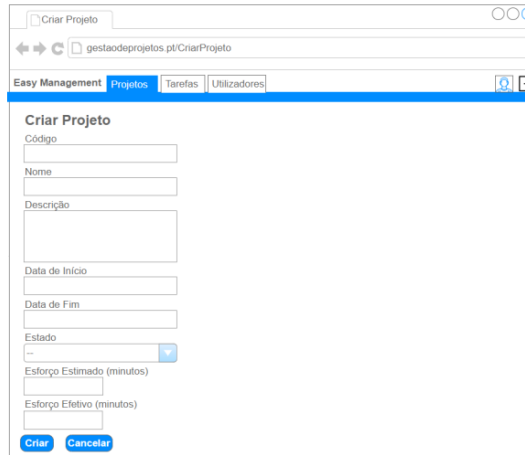 Criar Projeto
gestaodeprojetos.pt/CriarProjeto
Easy Management Projetos Tarefas Utilizadores
Criar Projeto
Código
Nome
Descrição
Data de Início
Data de Fim
Estado
--
Esforço Estimado (minutos)
Esforço Efetivo (minutos)
Criar Cancelar